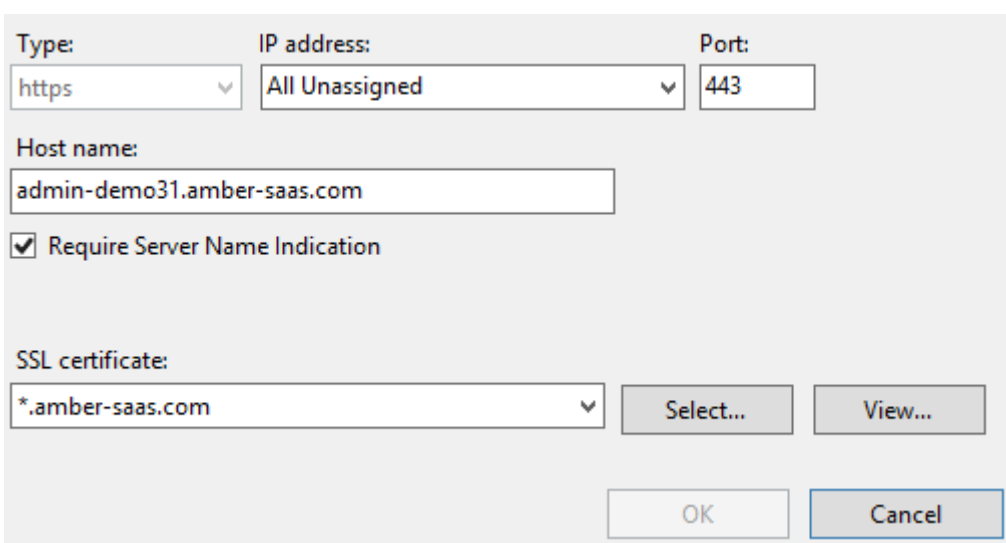 Type: IP address: Port:
https All Unassigned 443
Host name:
admin-demo31.amber-saas.com
Require Server Name Indication
SSL certificate:
*.amber-saas.com Select... View...
OK Cancel